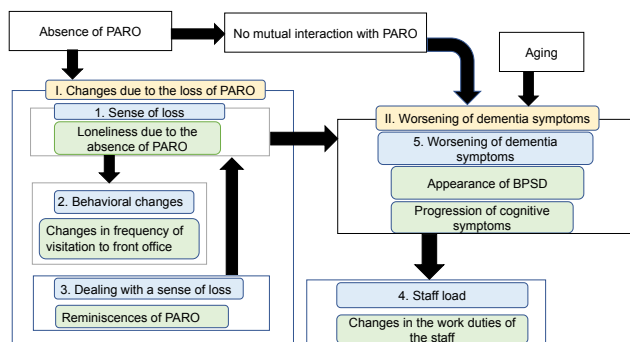 Absence of PARO
No mutual interaction with PARO
Aging
I. Changes due to the loss of PARO
1. Sense of loss
Loneliness due to the
absence of PARO
2. Behavioral changes
Changes in frequency of
visitation to front office
3. Dealing with a sense of loss
Reminiscences of PARO
II. Worsening of dementia symptoms
5. Worsening of dementia
symptoms
Appearance of BPSD
Progression of cognitive
symptoms
4. Staff load
Changes in the work duties of
the staff